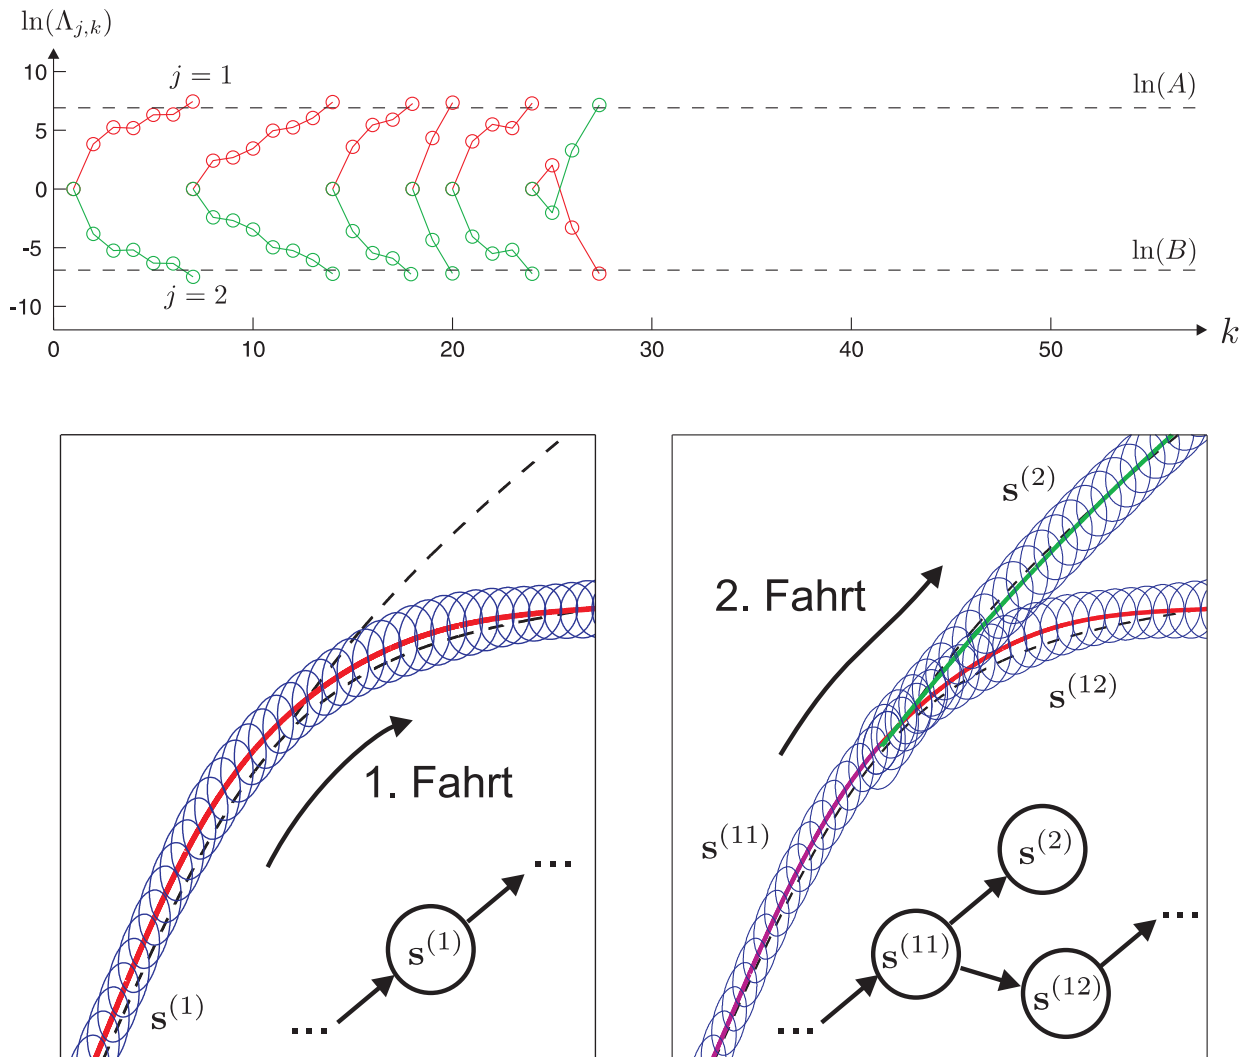 ln(Λ_{j,k})
10
5
0
-5
-10
j = 1
j = 2
ln(A)
ln(B)
0
10
20
30
40
50
k
1. Fahrt
s^{(1)}
s^{(1)}
...
...
s^{(2)}
2. Fahrt
s^{(12)}
s^{(11)}
s^{(2)}
s^{(11)}
s^{(12)}
...
...